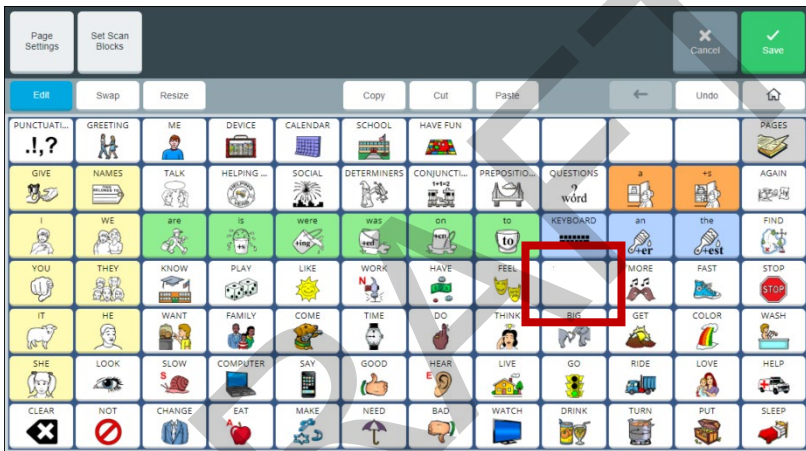 Page Settings
Set Scan Blocks
Cancel
Save
Edit
Swap
Resize
Copy
Cut
Paste
Undo
PUNCTUATI... GREETING ME DEVICE CALENDAR SCHOOL HAVE FUN PAGES
.!,?
GIVE NAMES TALK HELPING ... SOCIAL DETERMINERS CONJUNCTI... PREPOSITIO... QUESTIONS a +s AGAIN
BELONGS TO HELPING VERB 1+1=2 ? word
I WE are is were was on to KEYBOARD an the FIND
+s +ing +ed +en to +er +est
YOU THEY KNOW PLAY LIKE WORK HAVE FEEL MORE FAST STOP
N STOP
IT HE WANT FAMILY COME TIME DO THINK BIG GET COLOR WASH
SHE LOOK SLOW COMPUTER SAY GOOD HEAR LIVE GO RIDE LOVE HELP
S E
CLEAR NOT CHANGE EAT MAKE NEED BAD WATCH DRINK TURN PUT SLEEP
A